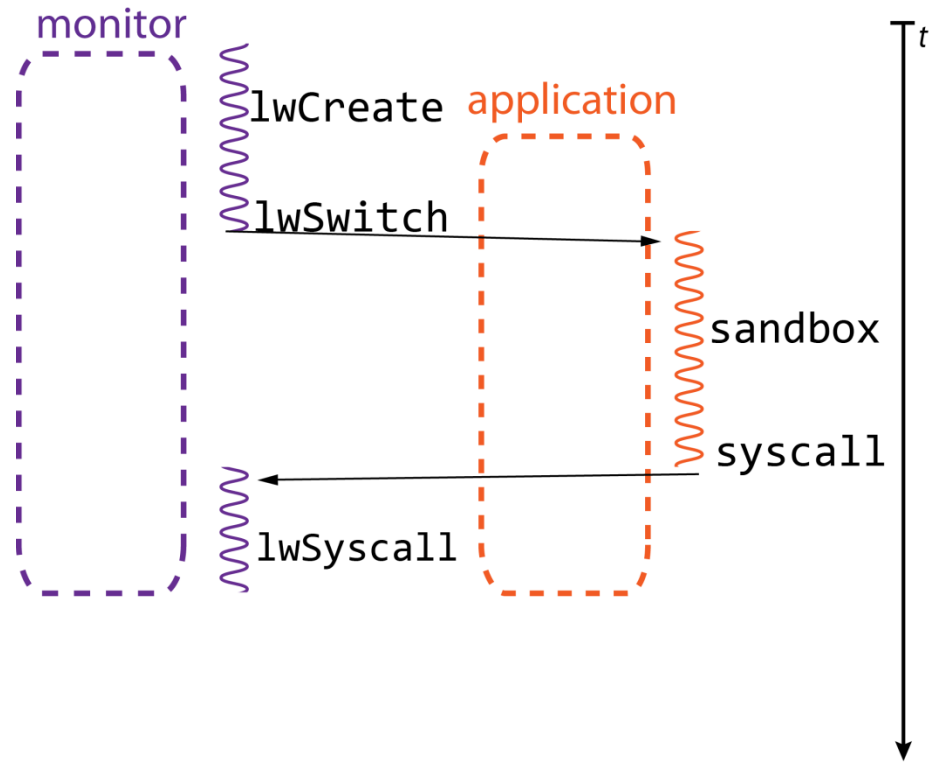 monitor
t
lwCreate
application
lwSwitch
sandbox
syscall
lwSyscall